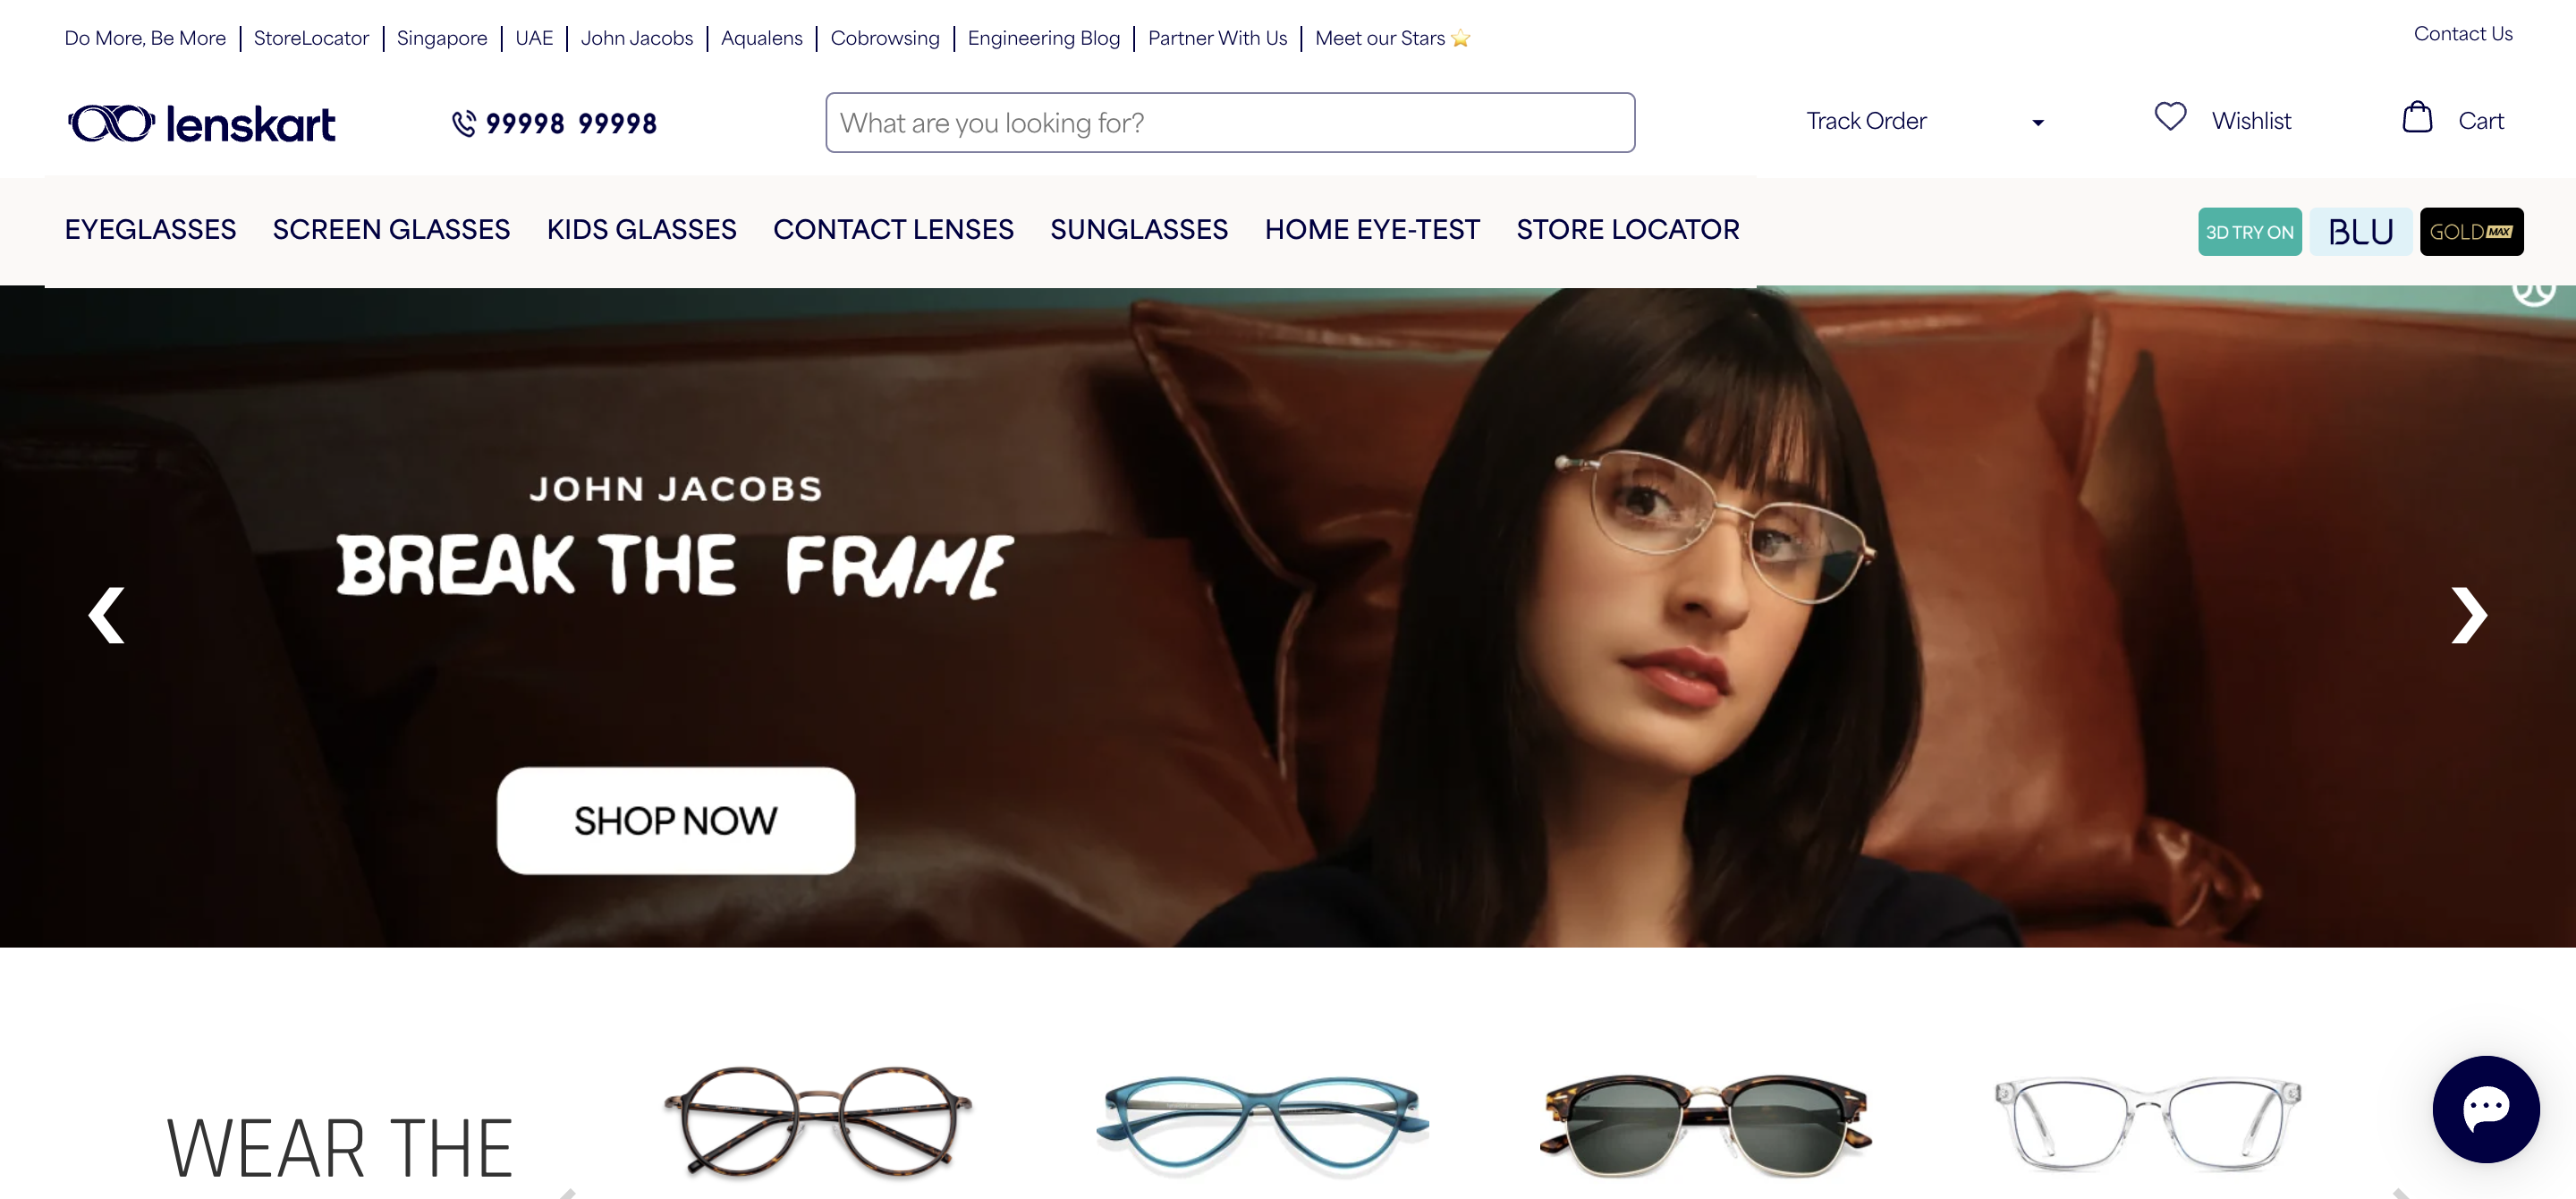 Do More, Be More | StoreLocator | Singapore | UAE | John Jacobs | Aqualens | Cobrowsing | Engineering Blog | Partner With Us | Meet our Stars ⭐
Contact Us
lenskart
99998 99998
What are you looking for?
Track Order
Wishlist
Cart
EYEGLASSES SCREEN GLASSES KIDS GLASSES CONTACT LENSES SUNGLASSES HOME EYE-TEST STORE LOCATOR
3D TRY ON
BLU
GOLD MAX
JOHN JACOBS
BREAK THE FRAME
SHOP NOW
WEAR THE